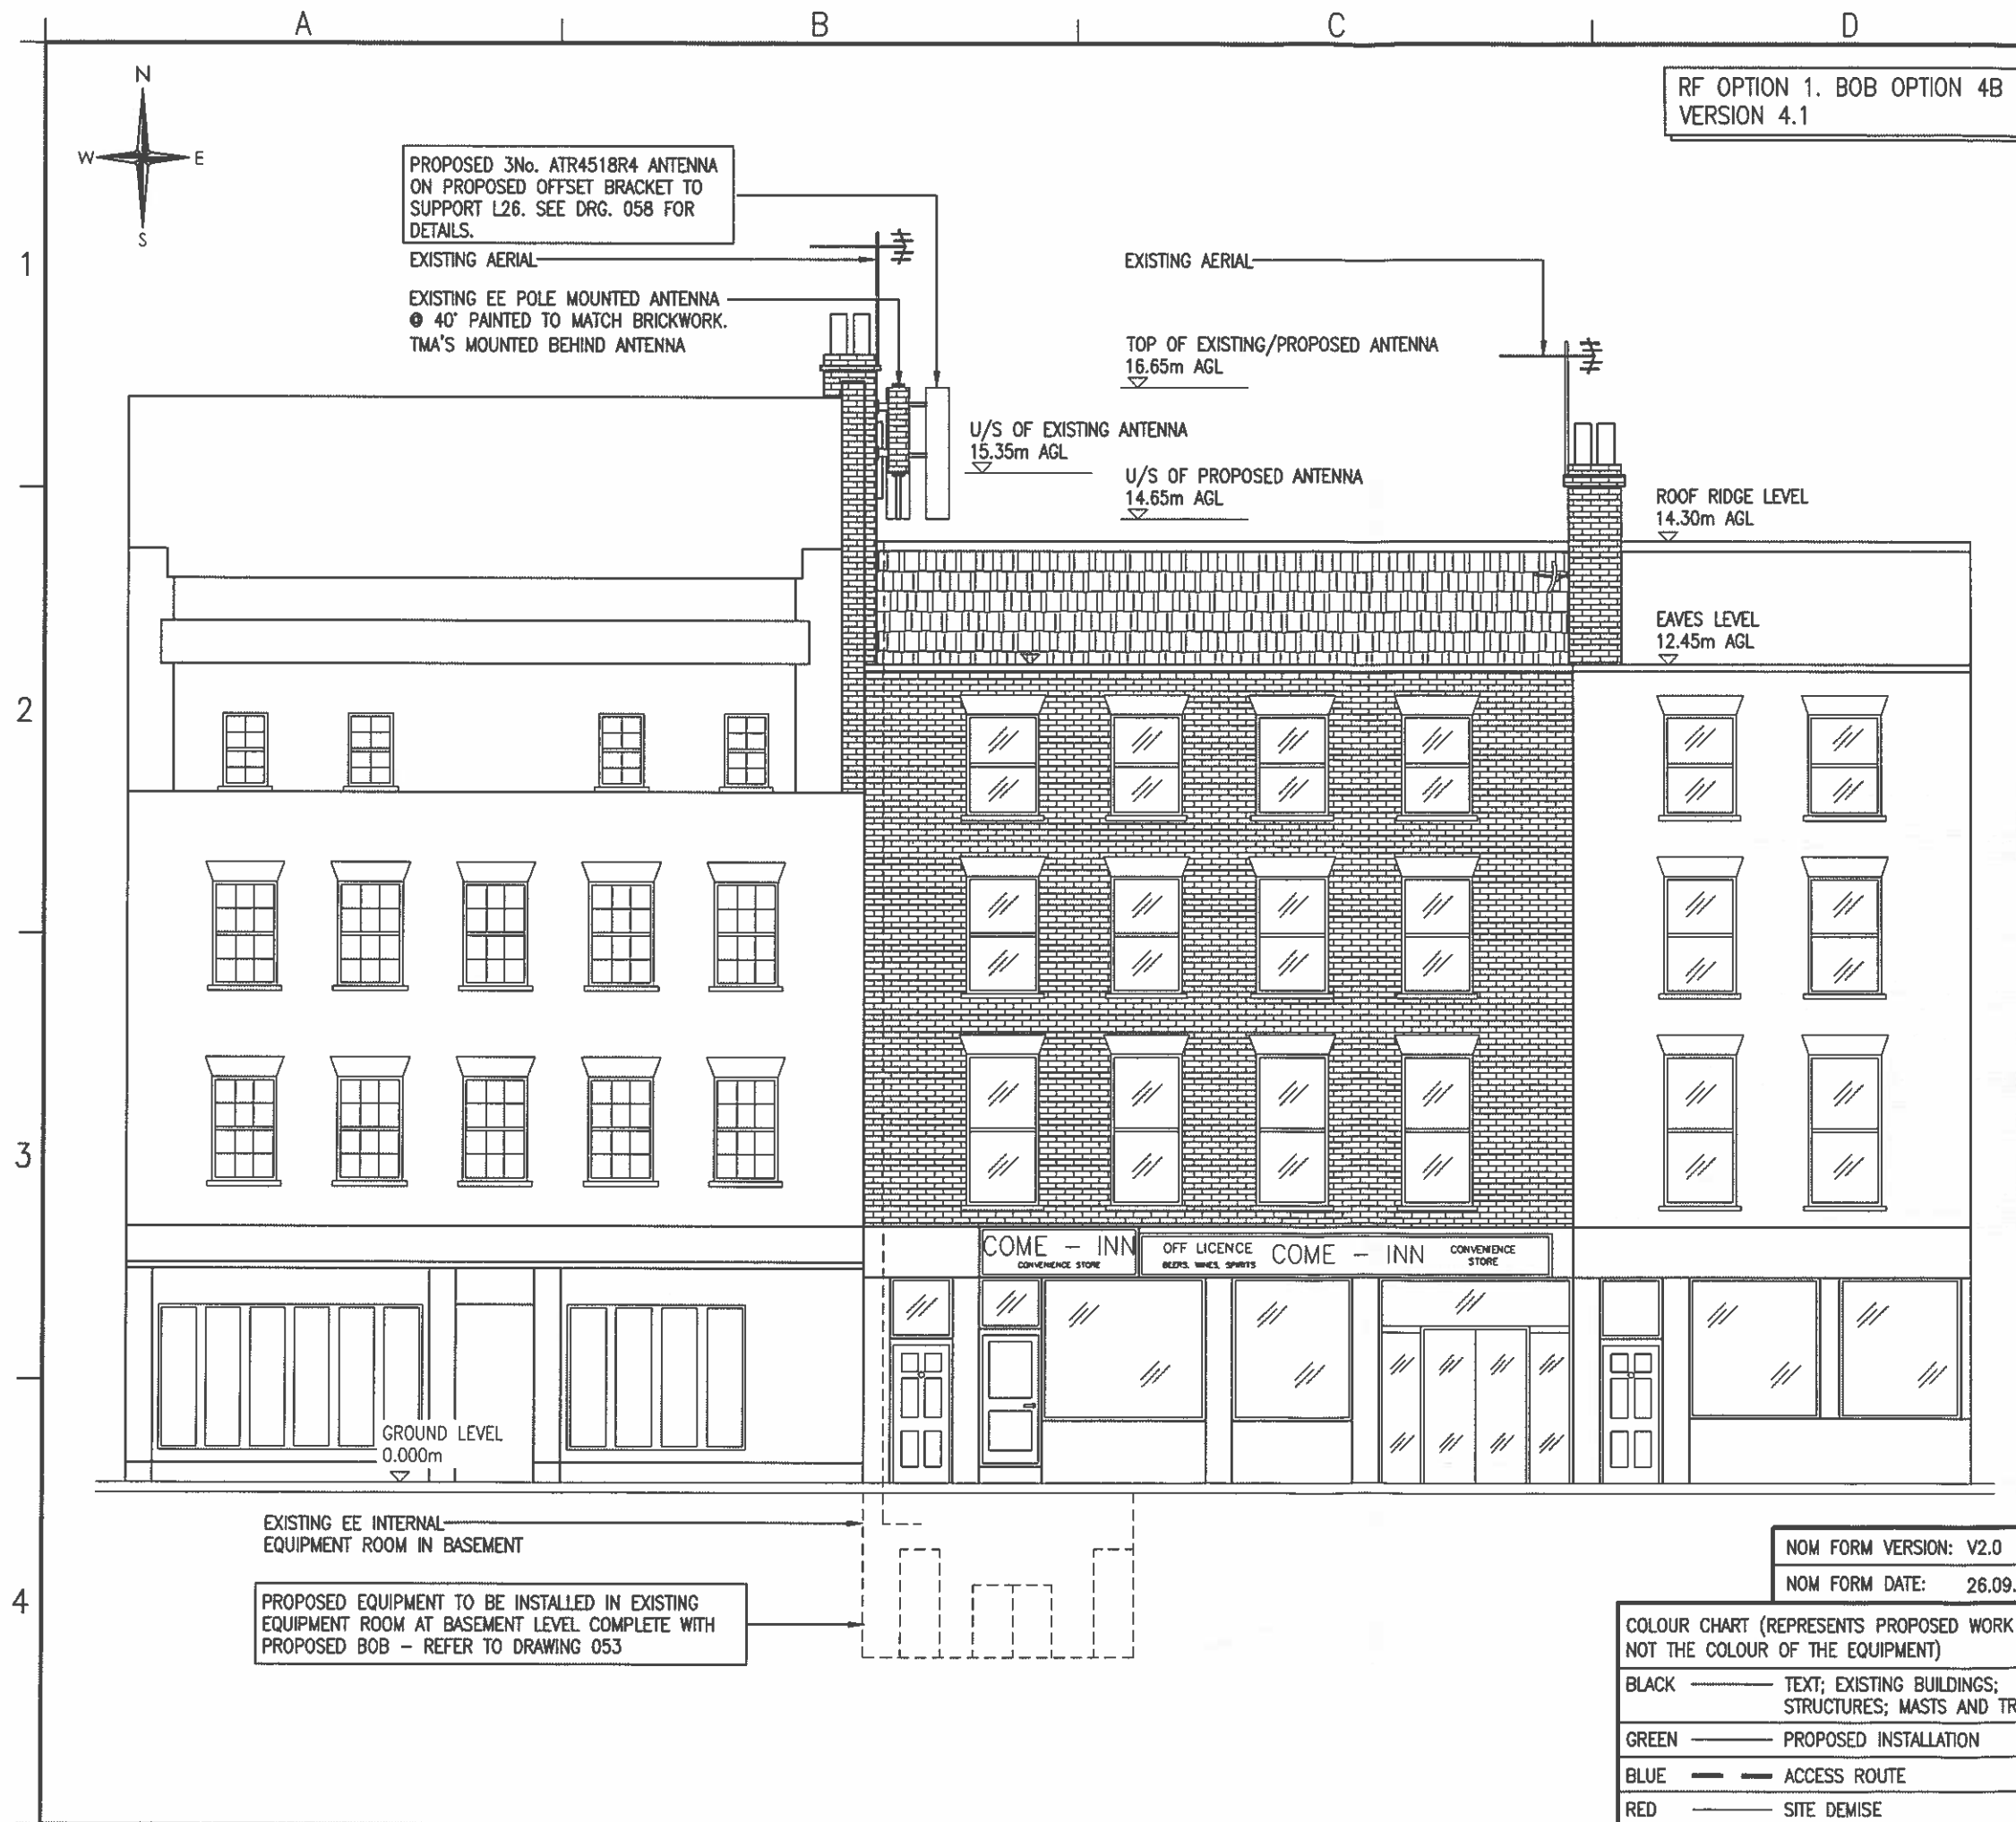 A
B
C
D
RF OPTION 1. BOB OPTION 4B
VERSION 4.1
N
W
E
S
PROPOSED 3No. ATR4518R4 ANTENNA
ON PROPOSED OFFSET BRACKET TO
SUPPORT L26. SEE DRG. 058 FOR
DETAILS.
1
EXISTING AERIAL
EXISTING AERIAL
EXISTING EE POLE MOUNTED ANTENNA
@ 40° PAINTED TO MATCH BRICKWORK.
TMA'S MOUNTED BEHIND ANTENNA
TOP OF EXISTING/PROPOSED ANTENNA
16.65m AGL
U/S OF EXISTING ANTENNA
15.35m AGL
U/S OF PROPOSED ANTENNA
14.65m AGL
ROOF RIDGE LEVEL
14.30m AGL
EAVES LEVEL
12.45m AGL
2
3
COME - INN
CONVENIENCE STORE
OFF LICENCE
BEERS, WINES, SPIRITS
COME - INN
CONVENIENCE
STORE
GROUND LEVEL
0.000m
EXISTING EE INTERNAL
EQUIPMENT ROOM IN BASEMENT
4
PROPOSED EQUIPMENT TO BE INSTALLED IN EXISTING
EQUIPMENT ROOM AT BASEMENT LEVEL COMPLETE WITH
PROPOSED BOB - REFER TO DRAWING 053
NOM FORM VERSION: V2.0
NOM FORM DATE: 26.09.
COLOUR CHART (REPRESENTS PROPOSED WORK
NOT THE COLOUR OF THE EQUIPMENT)
BLACK TEXT; EXISTING BUILDINGS;
STRUCTURES; MASTS AND TR
GREEN PROPOSED INSTALLATION
BLUE ACCESS ROUTE
RED SITE DEMISE